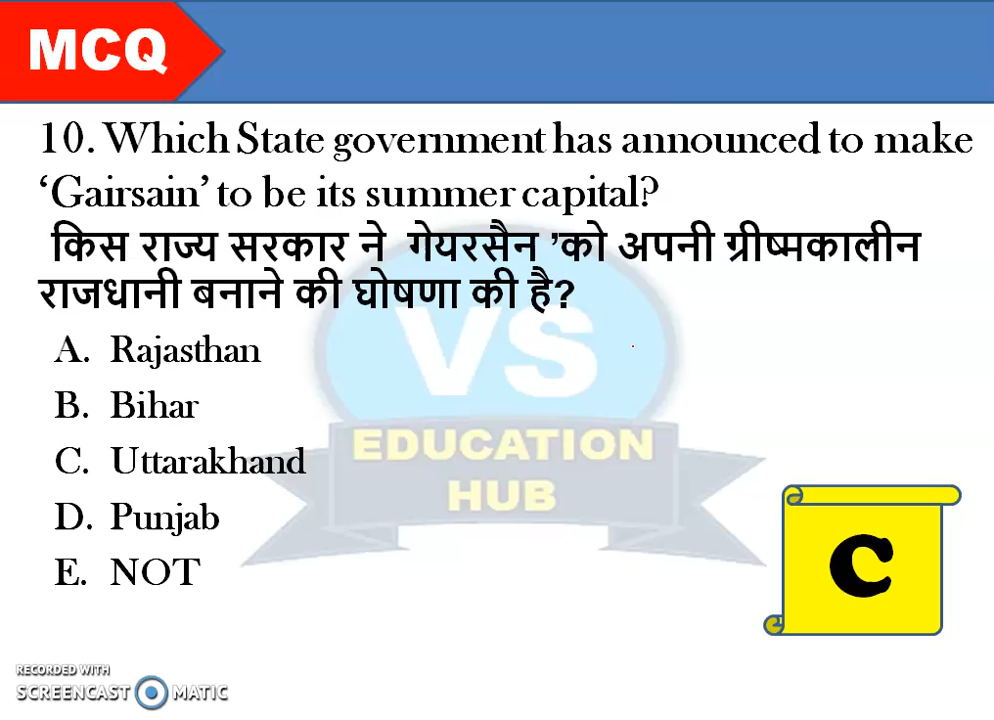 MCQ
10. Which State government has announced to make
‘Gairsain’ to be its summer capital?
किस राज्य सरकार ने गेयरसैन ’को अपनी ग्रीष्मकालीन
राजधानी बनाने की घोषणा की है?
A. Rajasthan
B. Bihar
C. Uttarakhand
D. Punjab
E. NOT
VS
EDUCATION
HUB
C
RECORDED WITH
SCREENCAST MATIC